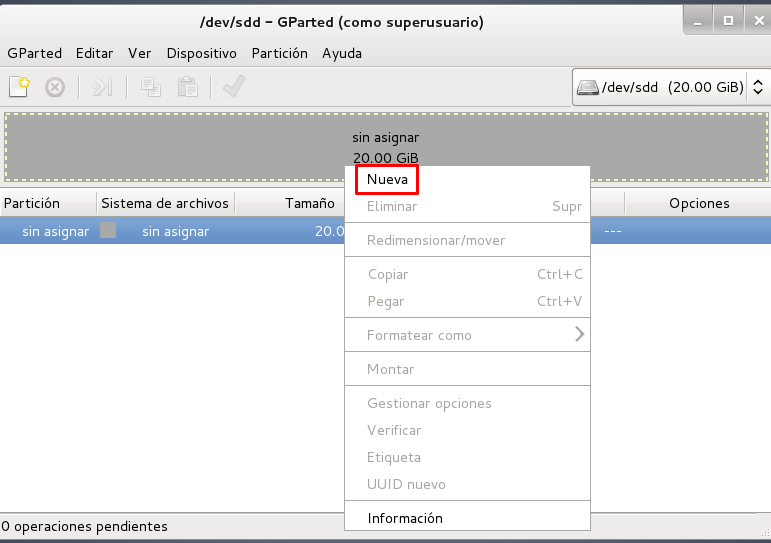 /dev/sdd - GParted (como superusuario)
GParted Editar Ver Dispositivo Partición Ayuda
/dev/sdd (20.00 GiB)
sin asignar
20.00 GiB
Partición Sistema de archivos Tamaño Opciones
sin asignar sin asignar 20.0 ---
Nueva
Eliminar Supr
Redimensionar/mover
Copiar Ctrl+C
Pegar Ctrl+V
Formatear como
Montar
Gestionar opciones
Verificar
Etiqueta
UUID nuevo
Información
0 operaciones pendientes